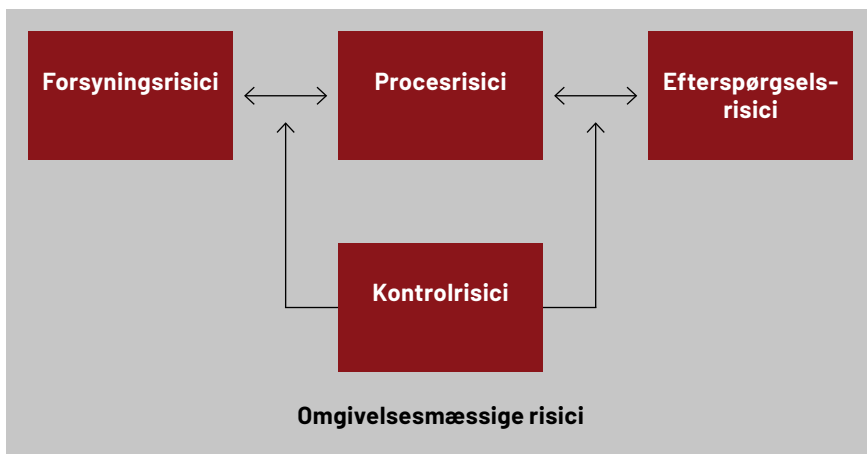 Forsyningsrisici
Procesrisici
Efterspørgsels-
risici
Kontrolrisici
Omgivelsesmæssige risici